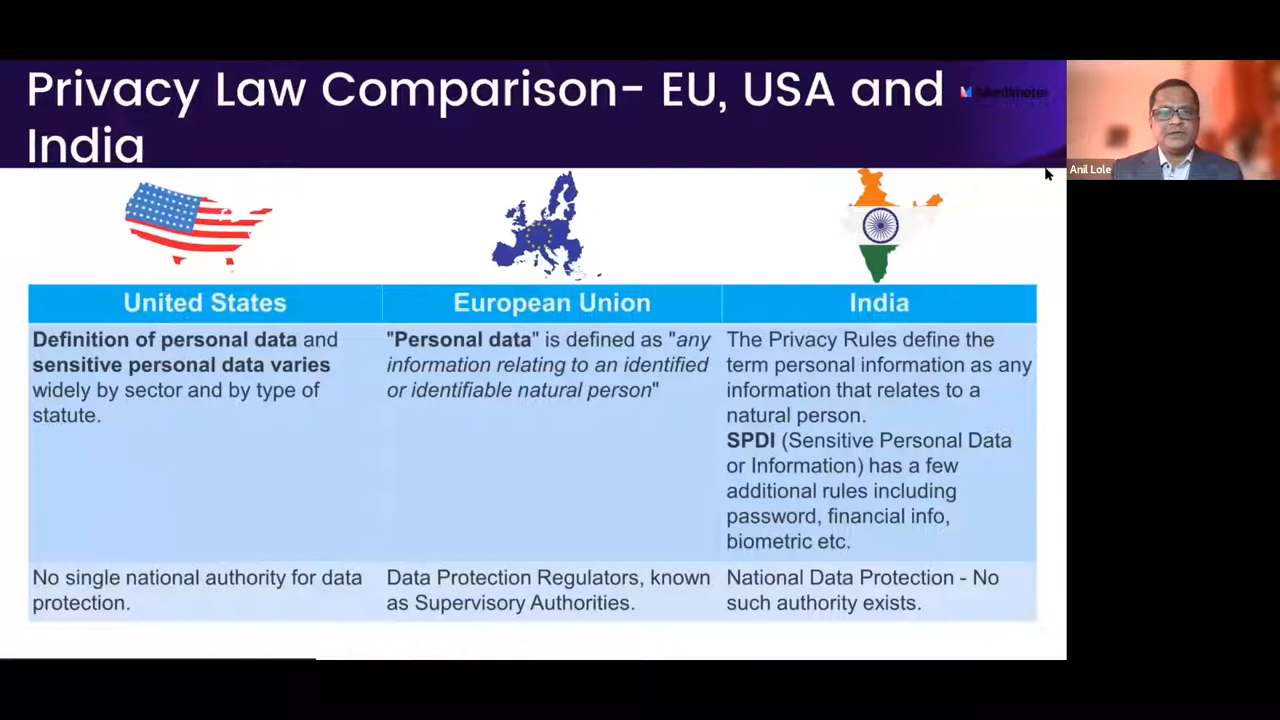 Privacy Law Comparison- EU, USA and
India
Mentimeter
Anil Lole
United States
European Union
India
Definition of personal data and
sensitive personal data varies
widely by sector and by type of
statute.
"Personal data" is defined as "any
information relating to an identified
or identifiable natural person"
The Privacy Rules define the
term personal information as any
information that relates to a
natural person.
SPDI (Sensitive Personal Data
or Information) has a few
additional rules including
password, financial info,
biometric etc.
No single national authority for data
protection.
Data Protection Regulators, known
as Supervisory Authorities.
National Data Protection - No
such authority exists.